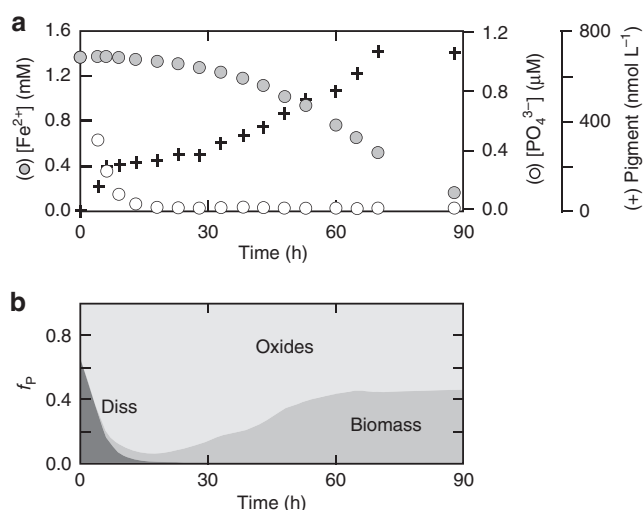 a
1.6
1.2
0.8
0.4
0.0
(●) [Fe²⁺] (mM)
1.2
0.8
0.4
0.0
(○) [PO₄³⁻] (μM)
800
400
0
(+) Pigment (nmol L⁻¹)
0
30
60
90
Time (h)
b
0.8
0.4
0.0
f_P
Oxides
Diss
Biomass
0
30
60
90
Time (h)